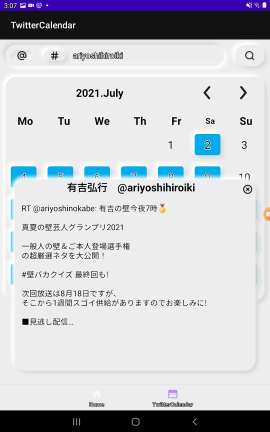 3:07
TwitterCalendar
@ # ariyoshihiroiki
2021.July
Mo Tu We Th Fr Sa Su
1 2 3
4 5 6 7 8 9 10
有吉弘行 @ariyoshihiroiki
RT @ariyoshinokabe: 有吉の壁今夜7時🏅
真夏の壁芸人グランプリ2021
一般人の壁&ご本人登場選手権
の超厳選ネタを大公開!
#壁バカクイズ 最終回も!
次回放送は8月18日ですが、
そこから1週間スゴイ供給がありますのでお楽しみに!
■見逃し配信...
Home TwitterCalendar